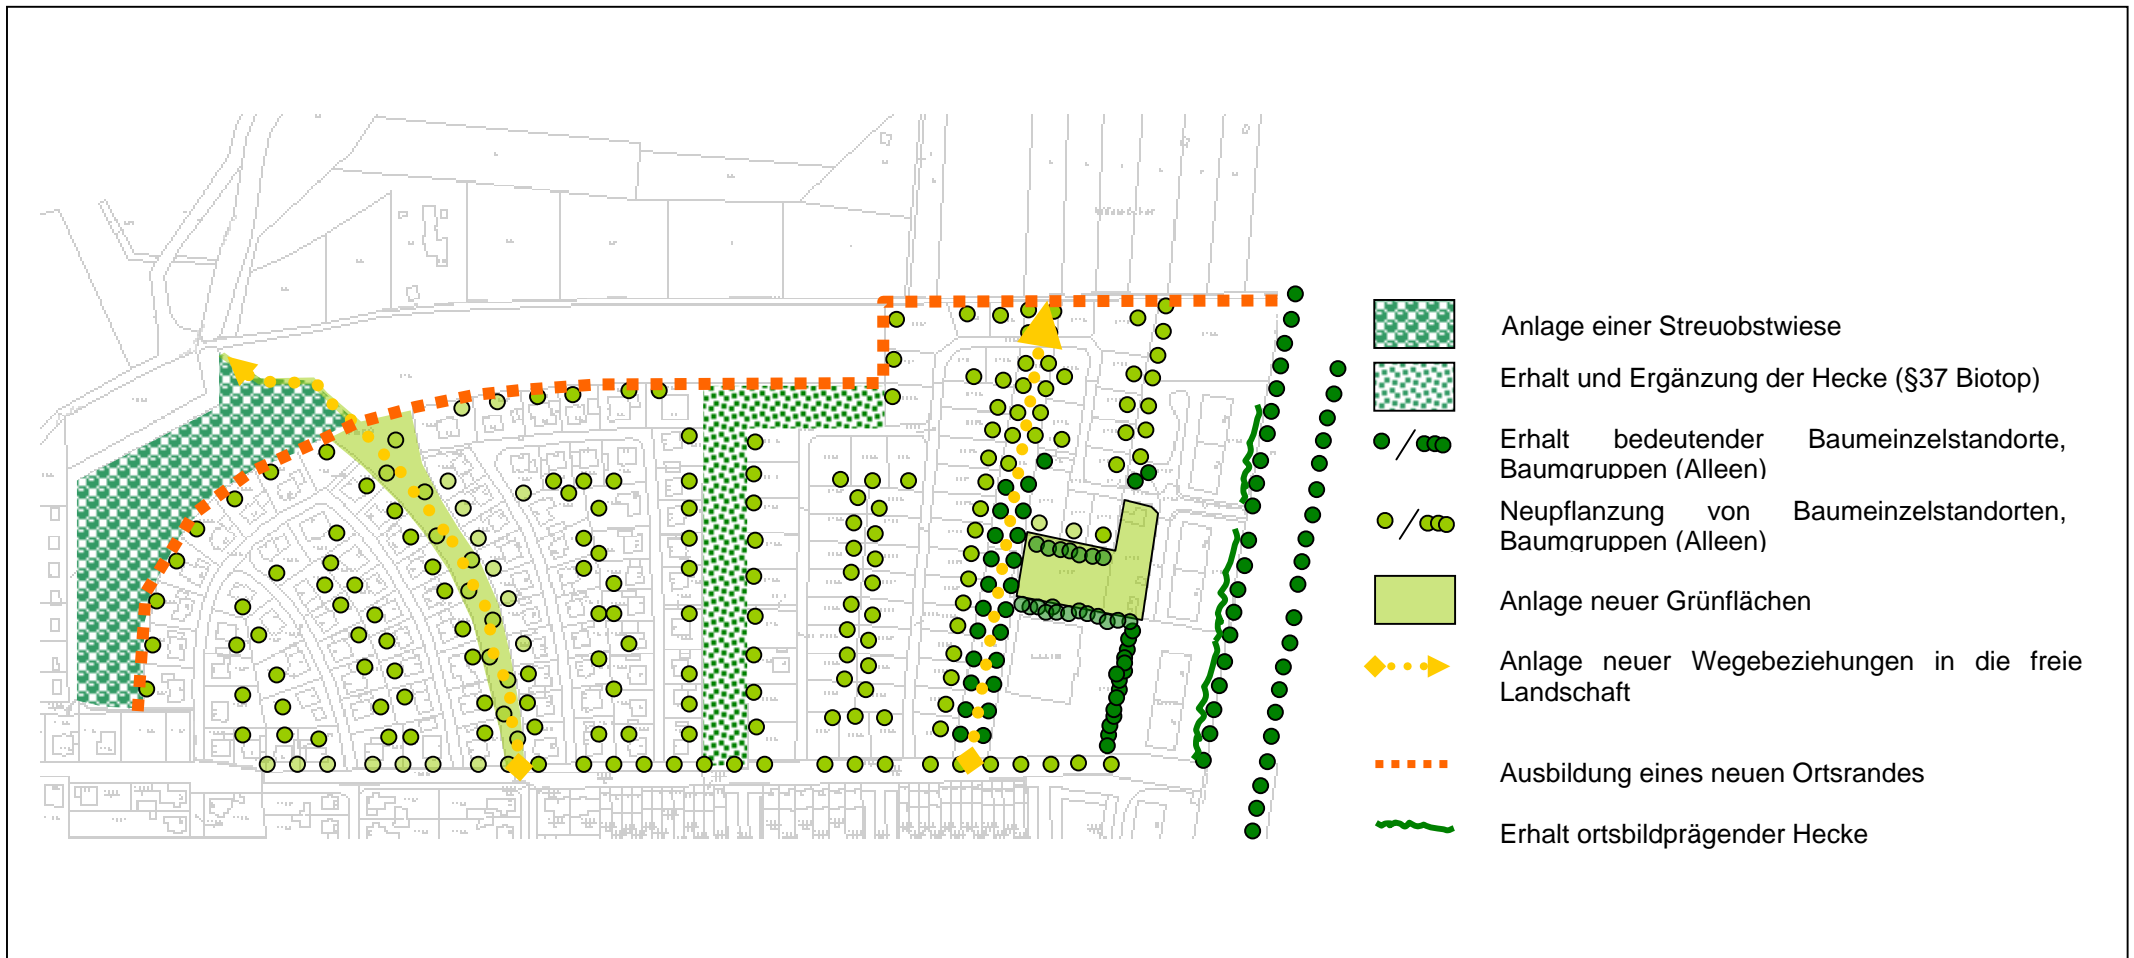 Anlage einer Streuobstwiese
Erhalt und Ergänzung der Hecke (§37 Biotop)
Erhalt bedeutender Baumeinzelstandorte,
Baumgruppen (Alleen)
Neupflanzung von Baumeinzelstandorten,
Baumgruppen (Alleen)
Anlage neuer Grünflächen
Anlage neuer Wegebeziehungen in die freie
Landschaft
Ausbildung eines neuen Ortsrandes
Erhalt ortsbildprägender Hecke